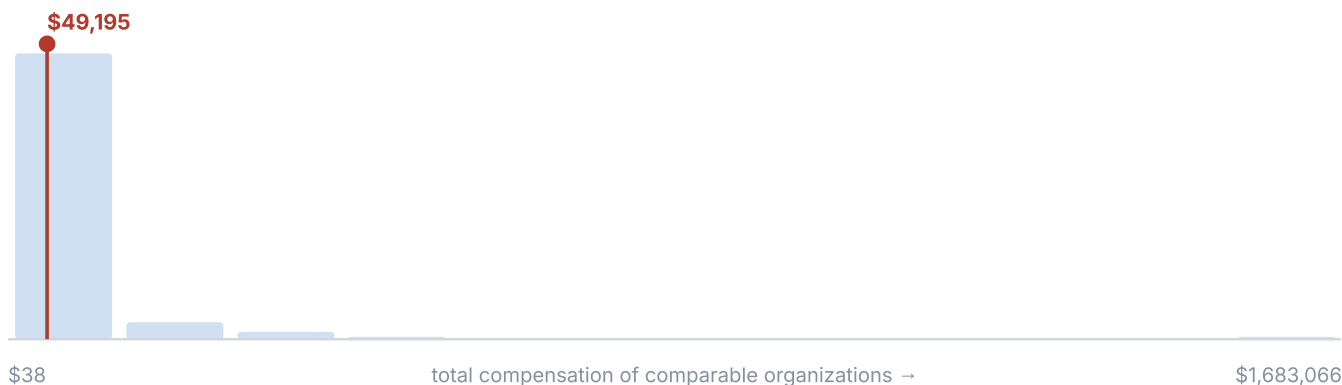 $49,195
$38 total compensation of comparable organizations → $1,683,066